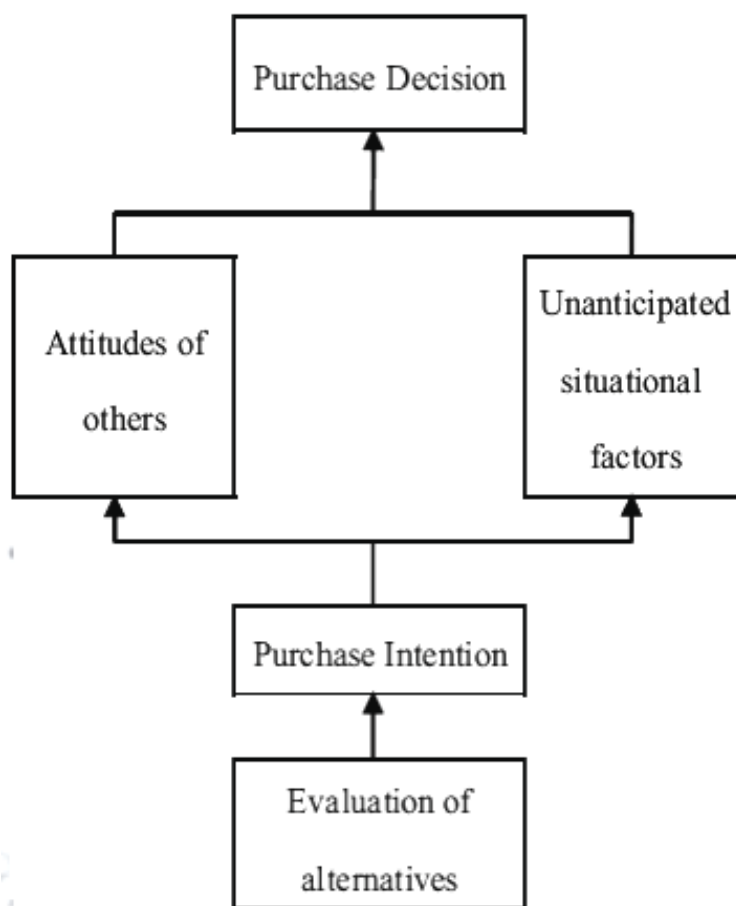 Purchase Decision
Attitudes of
others
Unanticipated
situational
factors
Purchase Intention
Evaluation of
alternatives